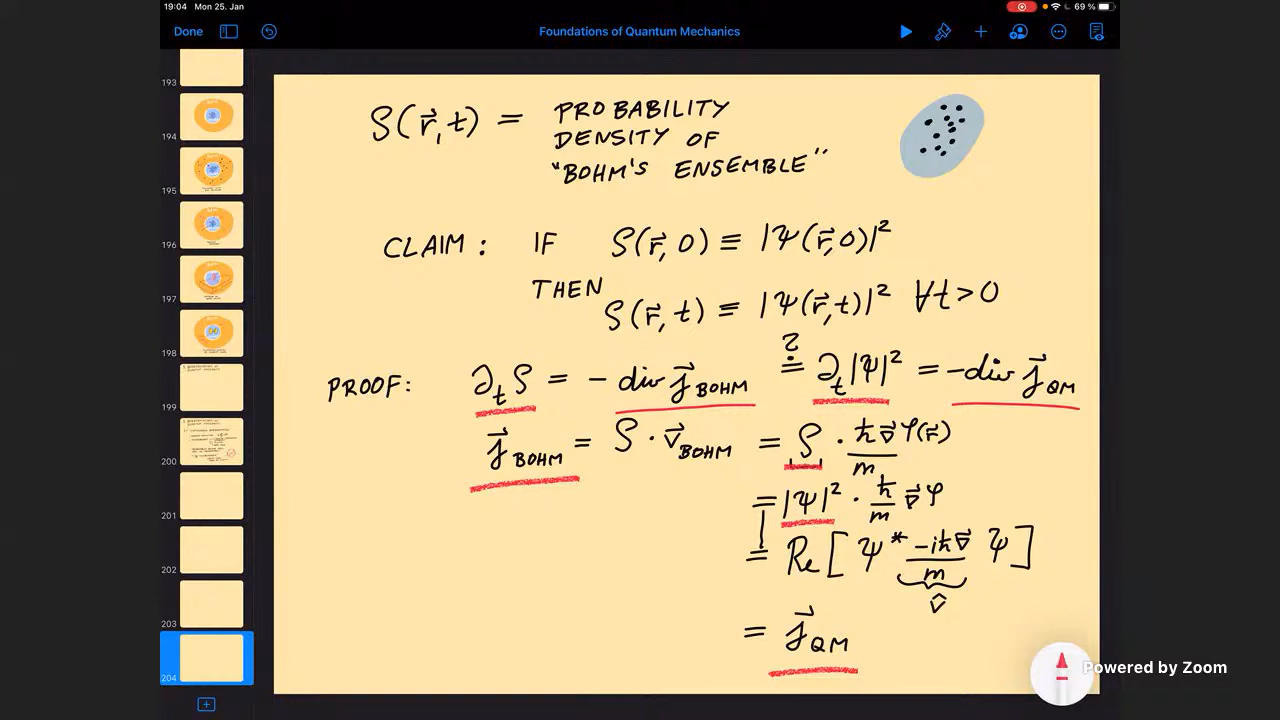 19:04 Mon 25. Jan
69 %
Done
Foundations of Quantum Mechanics
193
194
195
196
197
198
199
200
201
202
203
204
ρ(r⃗,t) = PROBABILITY
DENSITY OF
"BOHM'S ENSEMBLE"
CLAIM: IF ρ(r⃗,0) ≡ |Ψ(r⃗,0)|²
THEN
ρ(r⃗,t) ≡ |Ψ(r⃗,t)|² ∀t>0
PROOF: ∂ₜρ = - div j⃗ BOHM ≟ ∂ₜ|Ψ|² = -div j⃗ QM
j⃗ BOHM = ρ · v⃗ BOHM = ρ · ħ∇⃗φ(r⃗)/m
= |Ψ|² · ħ/m ∇⃗φ
= Re[Ψ* -iħ∇⃗/m Ψ]
v̂
= j⃗ QM
Powered by Zoom